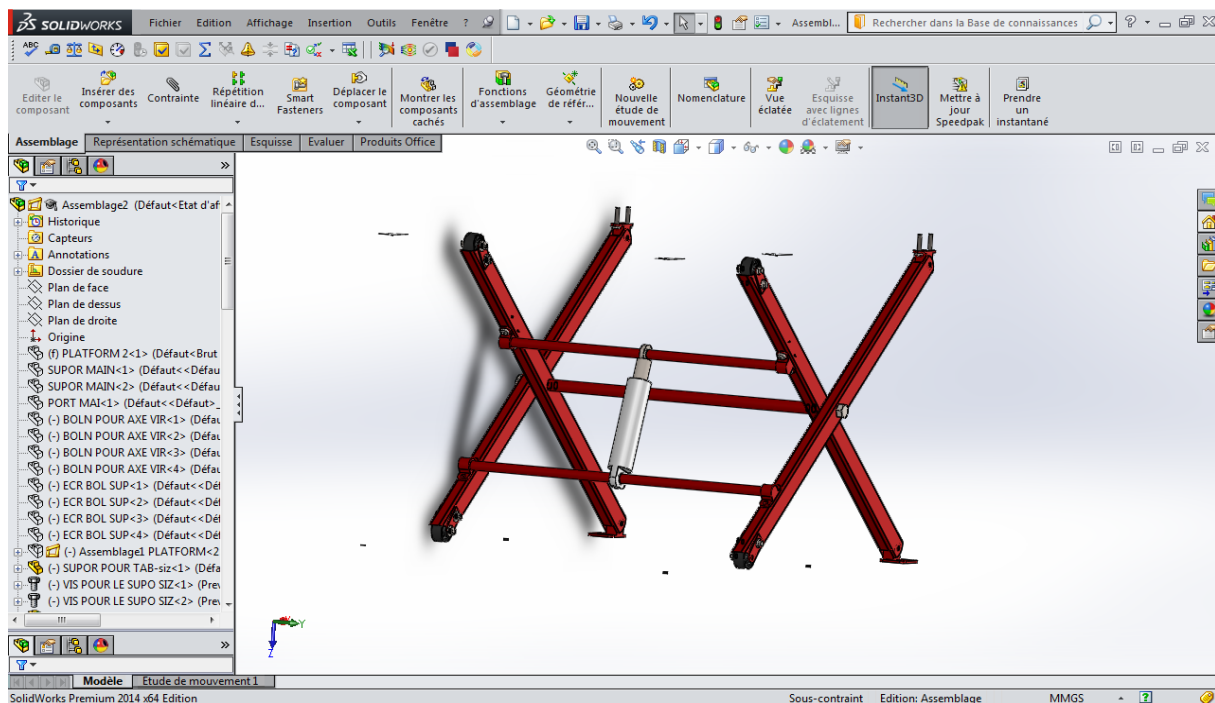 SOLIDWORKS Fichier Edition Affichage Insertion Outils Fenêtre ? Assembl... Rechercher dans la Base de connaissances ?
Editer le composant
Insérer des composants
Contrainte
Répétition linéaire d...
Smart Fasteners
Déplacer le composant
Montrer les composants cachés
Fonctions d'assemblage
Géométrie de référ...
Nouvelle étude de mouvement
Nomenclature
Vue éclatée
Esquisse avec lignes d'éclatement
Instant3D
Mettre à jour Speedpak
Prendre un instantané
Assemblage Représentation schématique Esquisse Evaluer Produits Office
Assemblage2 (Défaut<Etat d'af
Historique
Capteurs
Annotations
Dossier de soudure
Plan de face
Plan de dessus
Plan de droite
Origine
(f) PLATFORM 2<1> (Défaut<Brut
SUPOR MAIN<1> (Défaut<<Défau
SUPOR MAIN<2> (Défaut<<Défau
PORT MAI<1> (Défaut<<Défaut>_
(-) BOLN POUR AXE VIR<1> (Défau
(-) BOLN POUR AXE VIR<2> (Défau
(-) BOLN POUR AXE VIR<3> (Défau
(-) BOLN POUR AXE VIR<4> (Défau
(-) ECR BOL SUP<1> (Défaut<<Déf
(-) ECR BOL SUP<2> (Défaut<<Déf
(-) ECR BOL SUP<3> (Défaut<<Déf
(-) ECR BOL SUP<4> (Défaut<<Déf
(-) Assemblage1 PLATFORM<2
(-) SUPOR POUR TAB-siz<1> (Défa
(-) VIS POUR LE SUPO SIZ<1> (Prev
(-) VIS POUR LE SUPO SIZ<2> (Prev
Y
Z
Modèle Etude de mouvement 1
SolidWorks Premium 2014 x64 Edition Sous-contraint Edition: Assemblage MMGS